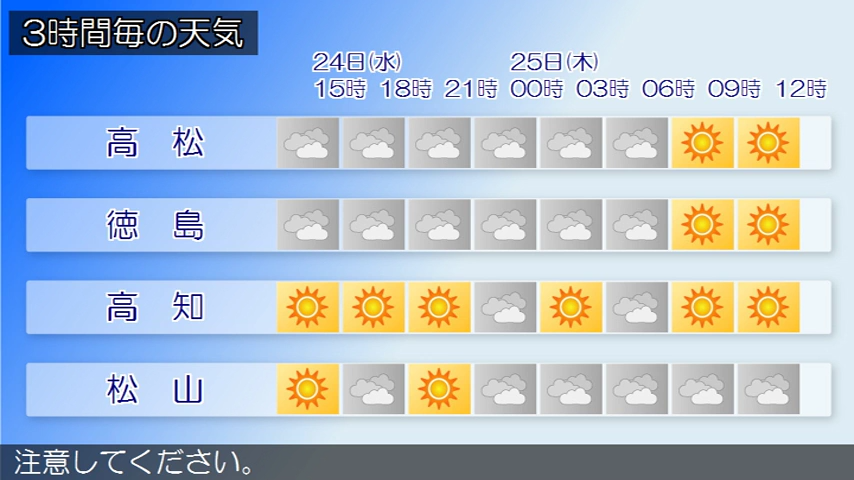 3時間毎の天気
24日(水) 25日(木)
15時 18時 21時 00時 03時 06時 09時 12時
高 松
徳 島
高 知
松 山
注意してください。